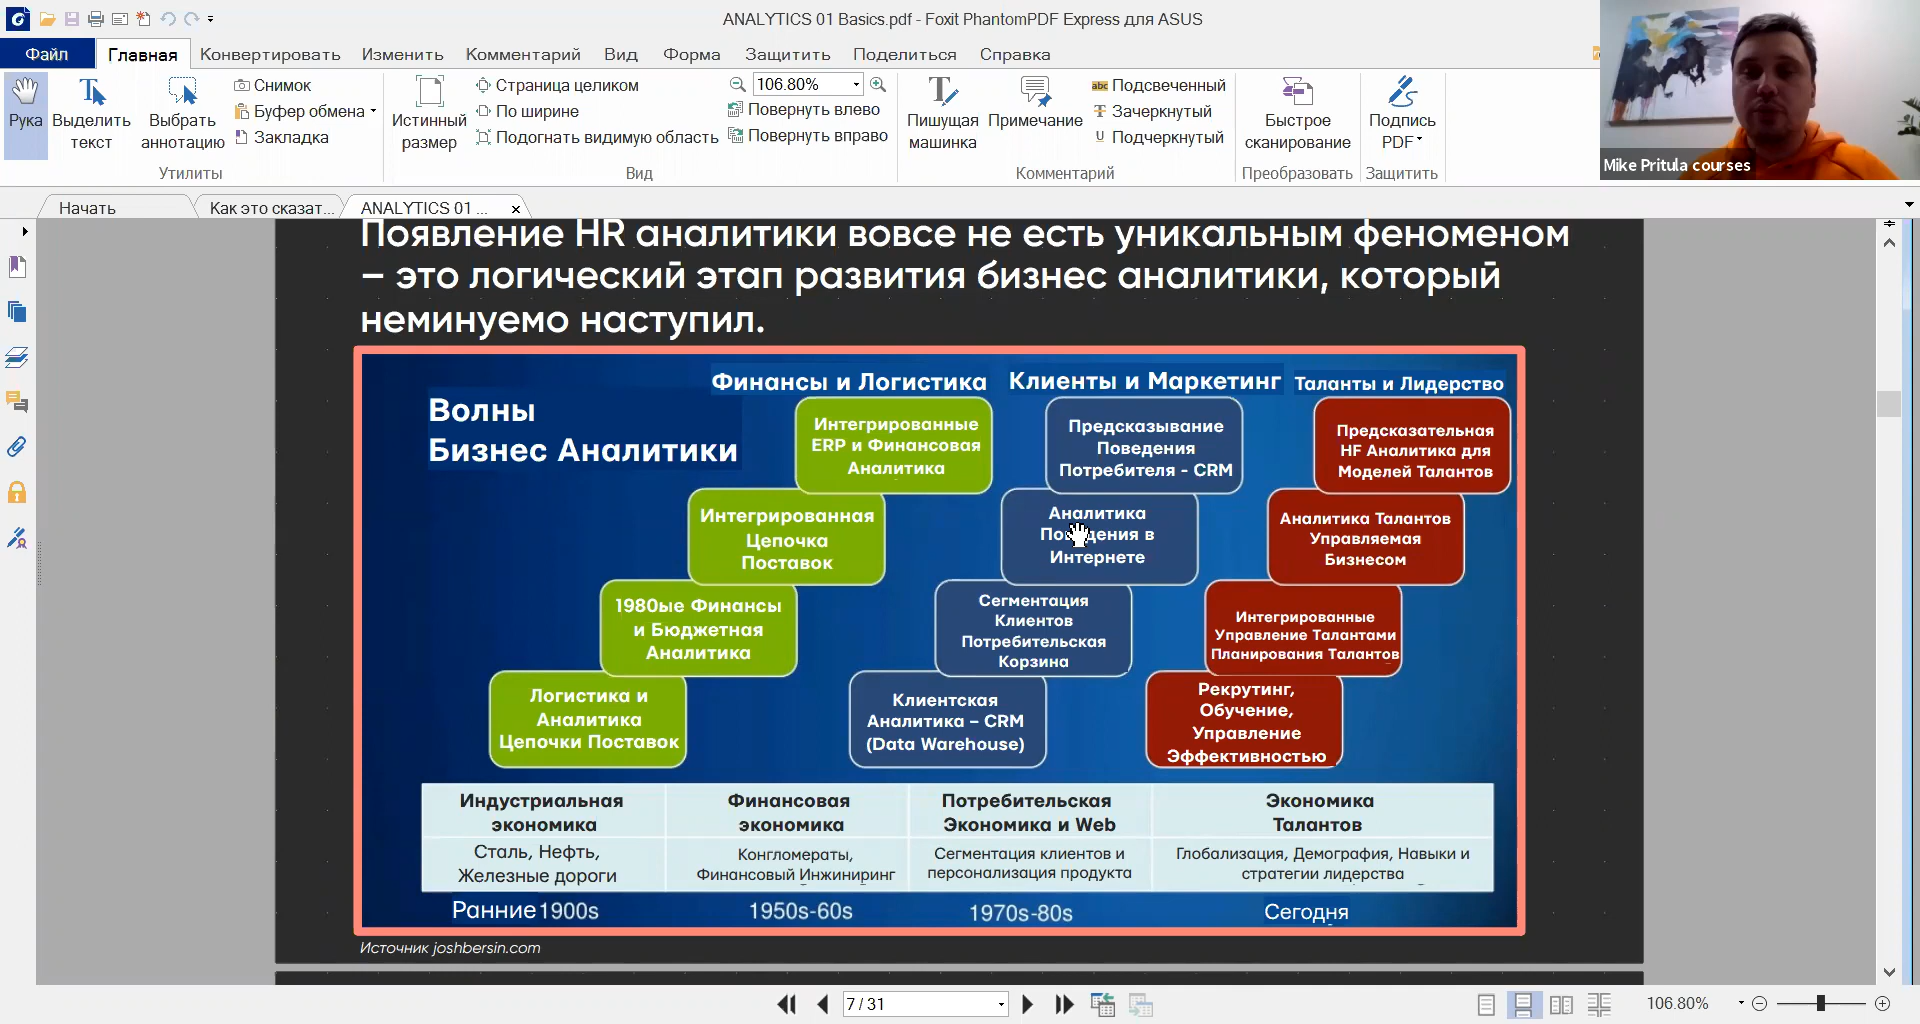 ANALYTICS 01 Basics.pdf - Foxit PhantomPDF Express для ASUS
Файл
Главная
Конвертировать
Изменить
Комментарий
Вид
Форма
Защитить
Поделиться
Справка
Рука
Выделить
текст
Выбрать
аннотацию
Снимок
Буфер обмена
Закладка
Утилиты
Истинный
размер
Страница целиком
По ширине
Подогнать видимую область
106.80%
Повернуть влево
Повернуть вправо
Вид
Пишущая
машинка
Примечание
Подсвеченный
Зачеркнутый
Подчеркнутый
Комментарий
Быстрое
сканирование
Преобразовать
Подпись
PDF
Защитить
Mike Pritula courses
Начать
Как это сказат...
ANALYTICS 01 ...
Появление HR аналитики вовсе не есть уникальным феноменом
– это логический этап развития бизнес аналитики, который
неминуемо наступил.
Волны
Бизнес Аналитики
Финансы и Логистика
Клиенты и Маркетинг
Таланты и Лидерство
Интегрированные
ERP и Финансовая
Аналитика
Предсказывание
Поведения
Потребителя - CRM
Предсказательная
HF Аналитика для
Моделей Талантов
Интегрированная
Цепочка
Поставок
Аналитика
в
Интернете
Аналитика Талантов
Управляемая
Бизнесом
1980ые Финансы
и Бюджетная
Аналитика
Сегментация
Клиентов
Потребительская
Корзина
Интегрированные
Управление Талантами
Планирования Талантов
Логистика и
Аналитика
Цепочки Поставок
Клиентская
Аналитика – CRM
(Data Warehouse)
Рекрутинг,
Обучение,
Управление
Эффективностью
Индустриальная
экономика
Финансовая
экономика
Потребительская
Экономика и Web
Экономика
Талантов
Сталь, Нефть,
Железные дороги
Конгломераты,
Финансовый Инжиниринг
Сегментация клиентов и
персонализация продукта
Глобализация, Демография, Навыки и
стратегии лидерства
Ранние 1900s
1950s-60s
1970s-80s
Сегодня
Источник joshbersin.com
7 / 31
106.80%